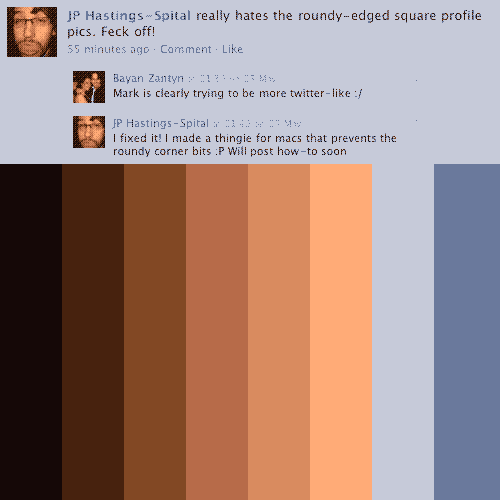 JP Hastings-Spital really hates the roundy-edged square profile
pics. Feck off!
55 minutes ago · Comment · Like
Bayan Zantyn
Mark is clearly trying to be more twitter-like :/
JP Hastings-Spital
I fixed it! I made a thingie for macs that prevents the
roundy corner bits :P Will post how-to soon